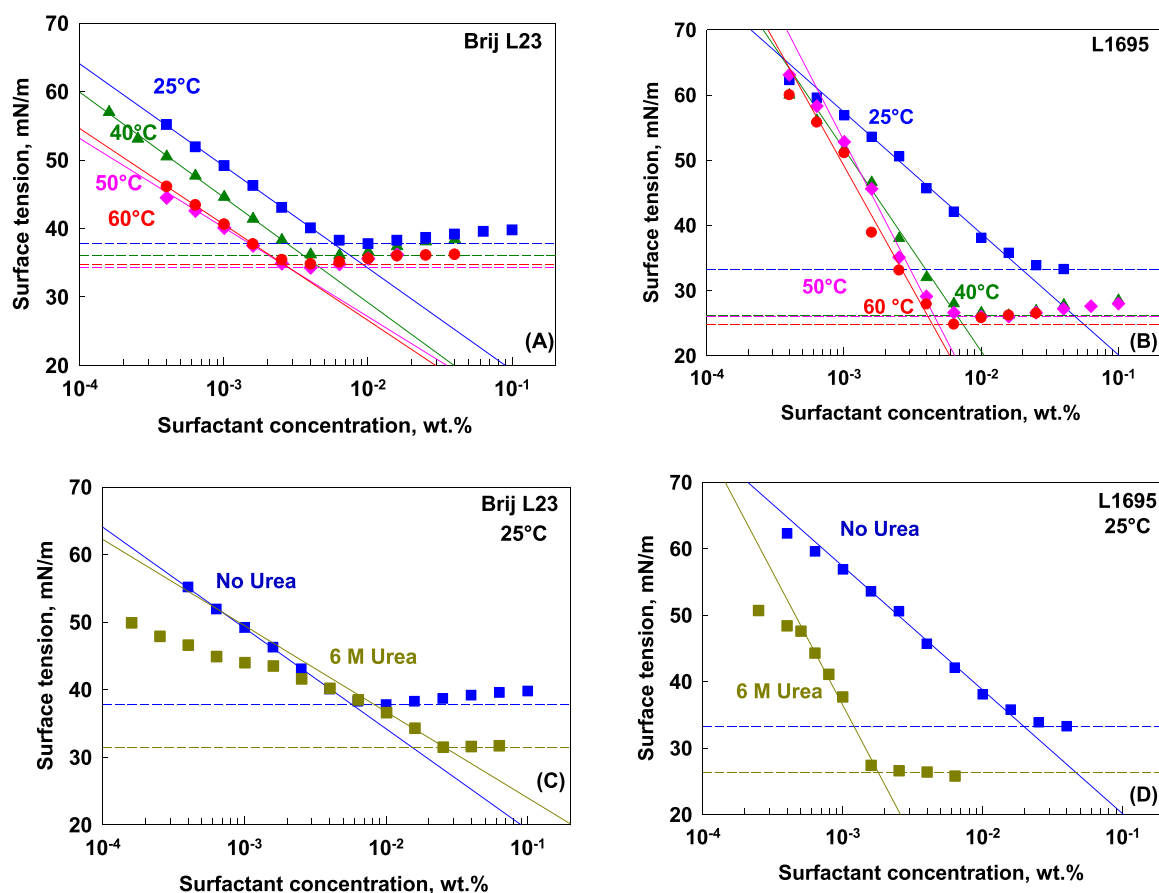 Brij L23
70
60
50
40
30
20
Surface tension, mN/m
25°C
40°C
50°C
60°C
(A)
10-4 10-3 10-2 10-1
Surfactant concentration, wt.%
L1695
70
60
50
40
30
20
Surface tension, mN/m
25°C
50°C
40°C
60 °C
(B)
10-4 10-3 10-2 10-1
Surfactant concentration, wt.%
Brij L23
25°C
70
60
50
40
30
20
Surface tension, mN/m
No Urea
6 M Urea
(C)
10-4 10-3 10-2 10-1
Surfactant concentration, wt.%
L1695
25°C
70
60
50
40
30
20
Surface tension, mN/m
No Urea
6 M Urea
(D)
10-4 10-3 10-2 10-1
Surfactant concentration, wt.%